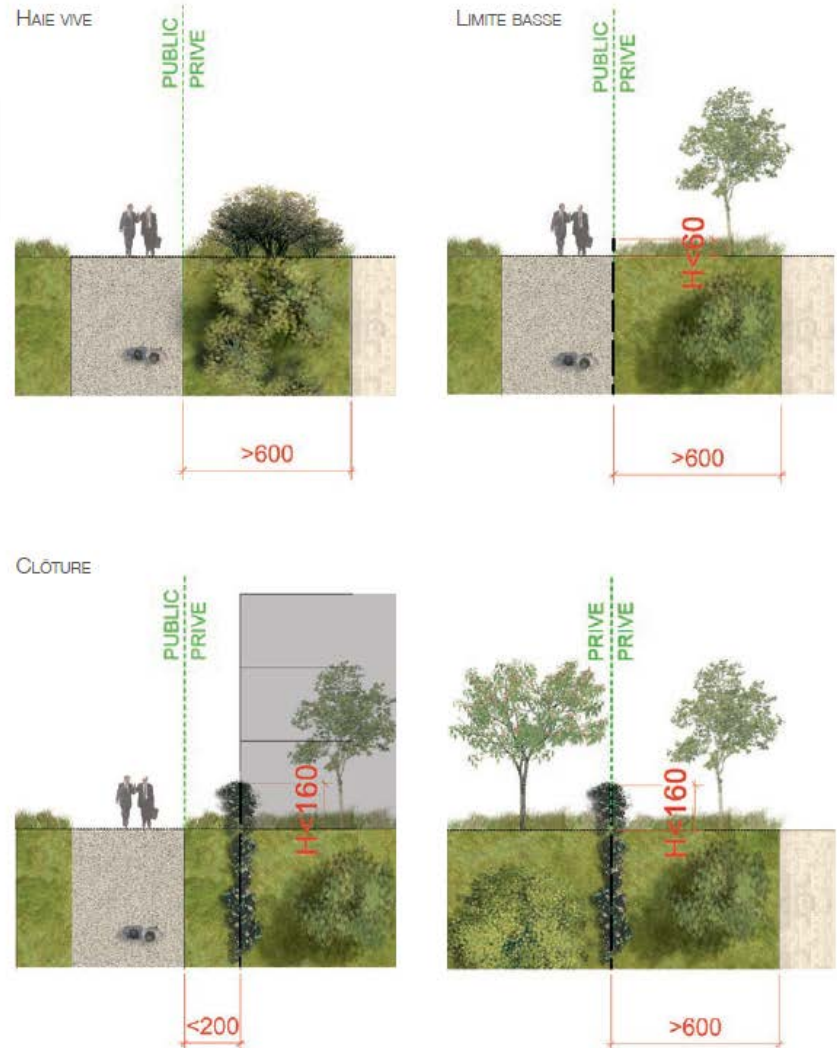 HAIE VIVE
PUBLIC
PRIVE
>600
LIMITE BASSE
PUBLIC
PRIVE
H<60
>600
CLÔTURE
PUBLIC
PRIVE
H<160
<200
PRIVE
PRIVE
H<160
>600